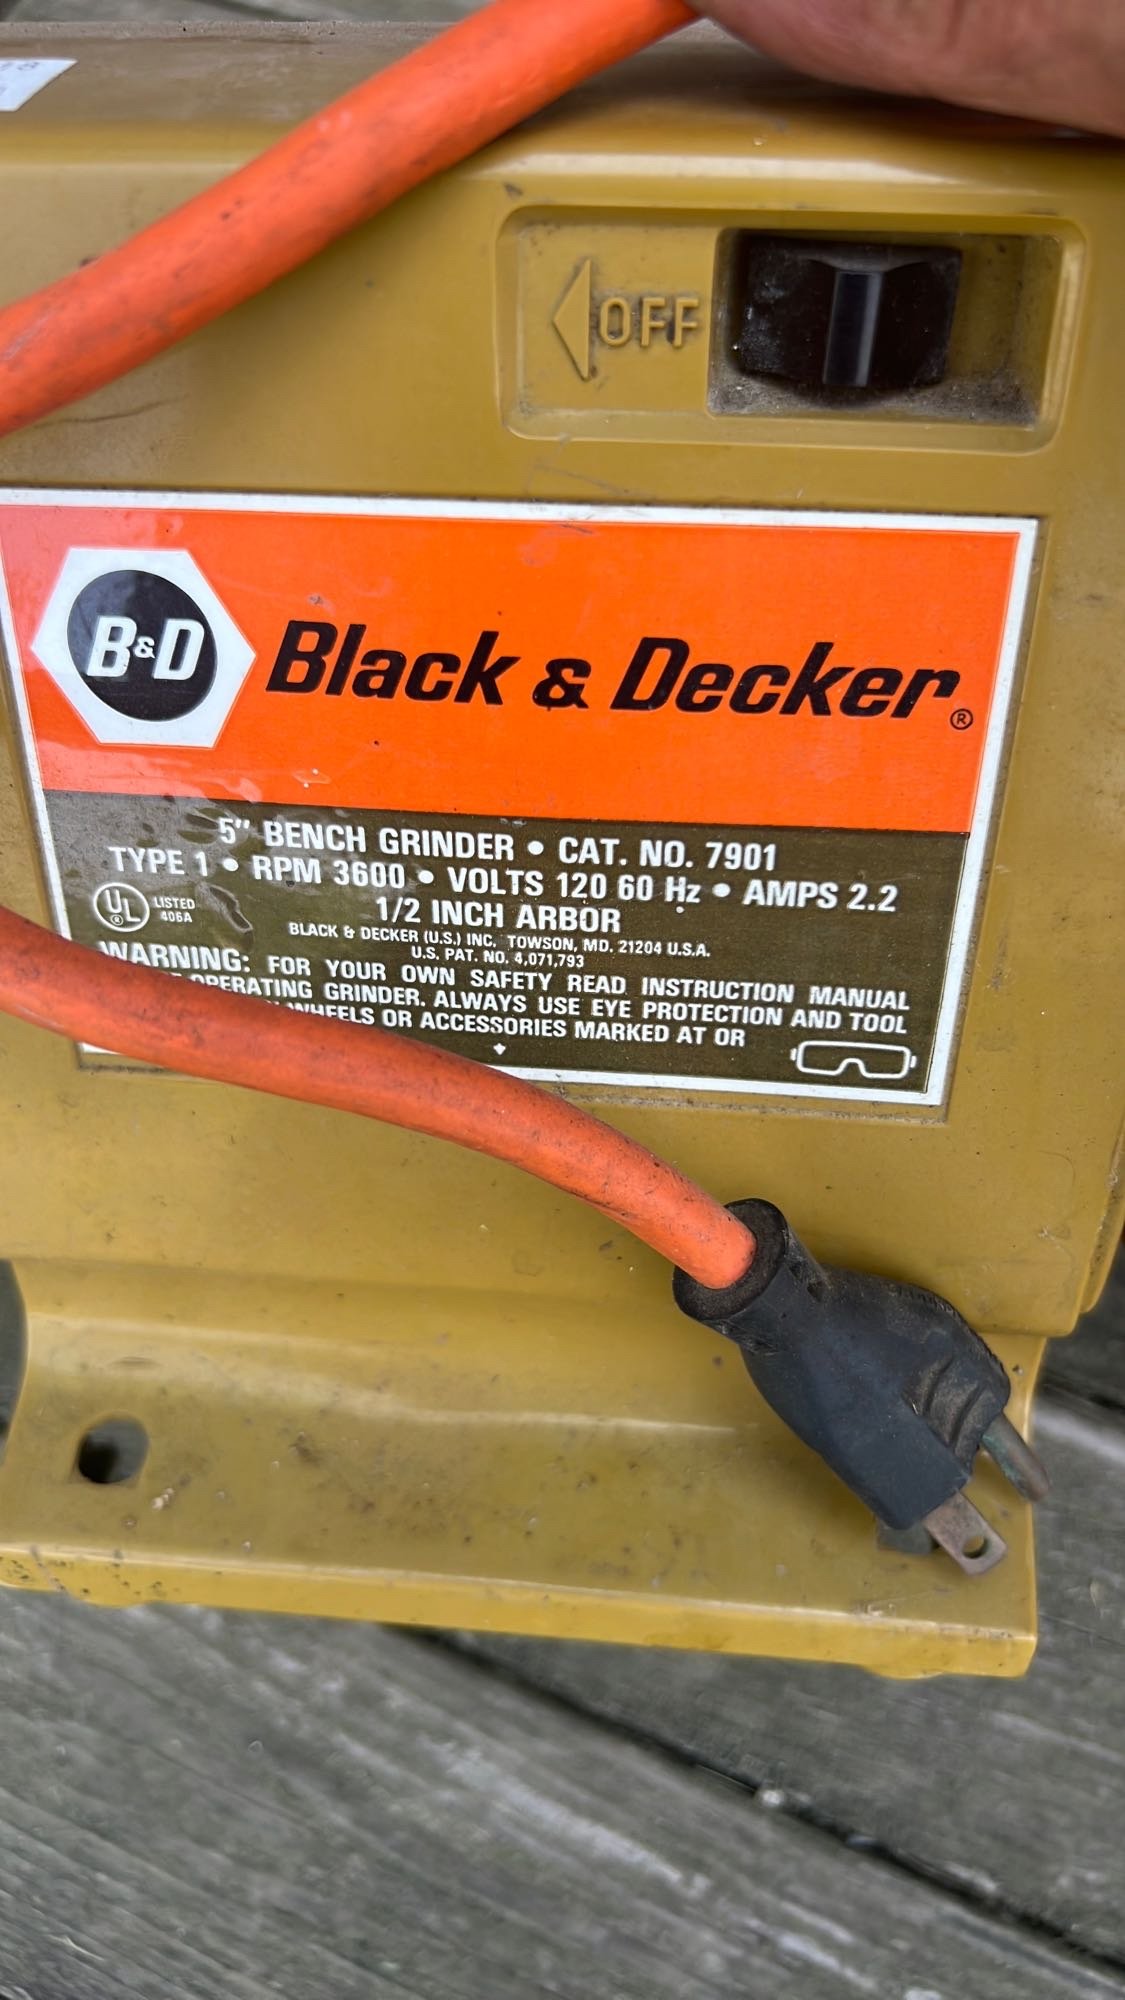 OFF
B&D
Black & Decker®
5" BENCH GRINDER • CAT. NO. 7901
TYPE 1 • RPM 3600 • VOLTS 120 60 Hz • AMPS 2.2
UL® LISTED
406A
1/2 INCH ARBOR
BLACK & DECKER (U.S.) INC. TOWSON, MD. 21204 U.S.A.
U.S. PAT. NO. 4,071,793
WARNING: FOR YOUR OWN SAFETY READ INSTRUCTION MANUAL
OPERATING GRINDER. ALWAYS USE EYE PROTECTION AND TOOL
WHEELS OR ACCESSORIES MARKED AT OR